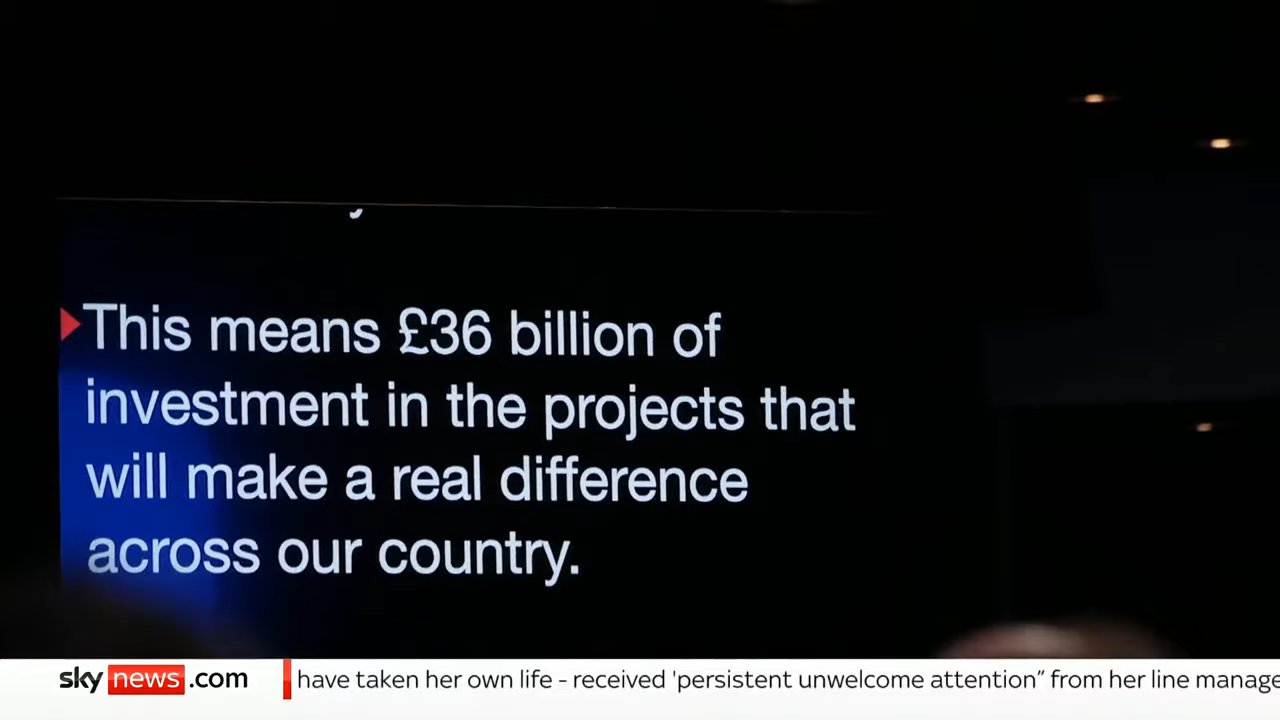 This means £36 billion of
investment in the projects that
will make a real difference
across our country.
sky news.com
have taken her own life - received 'persistent unwelcome attention" from her line manage